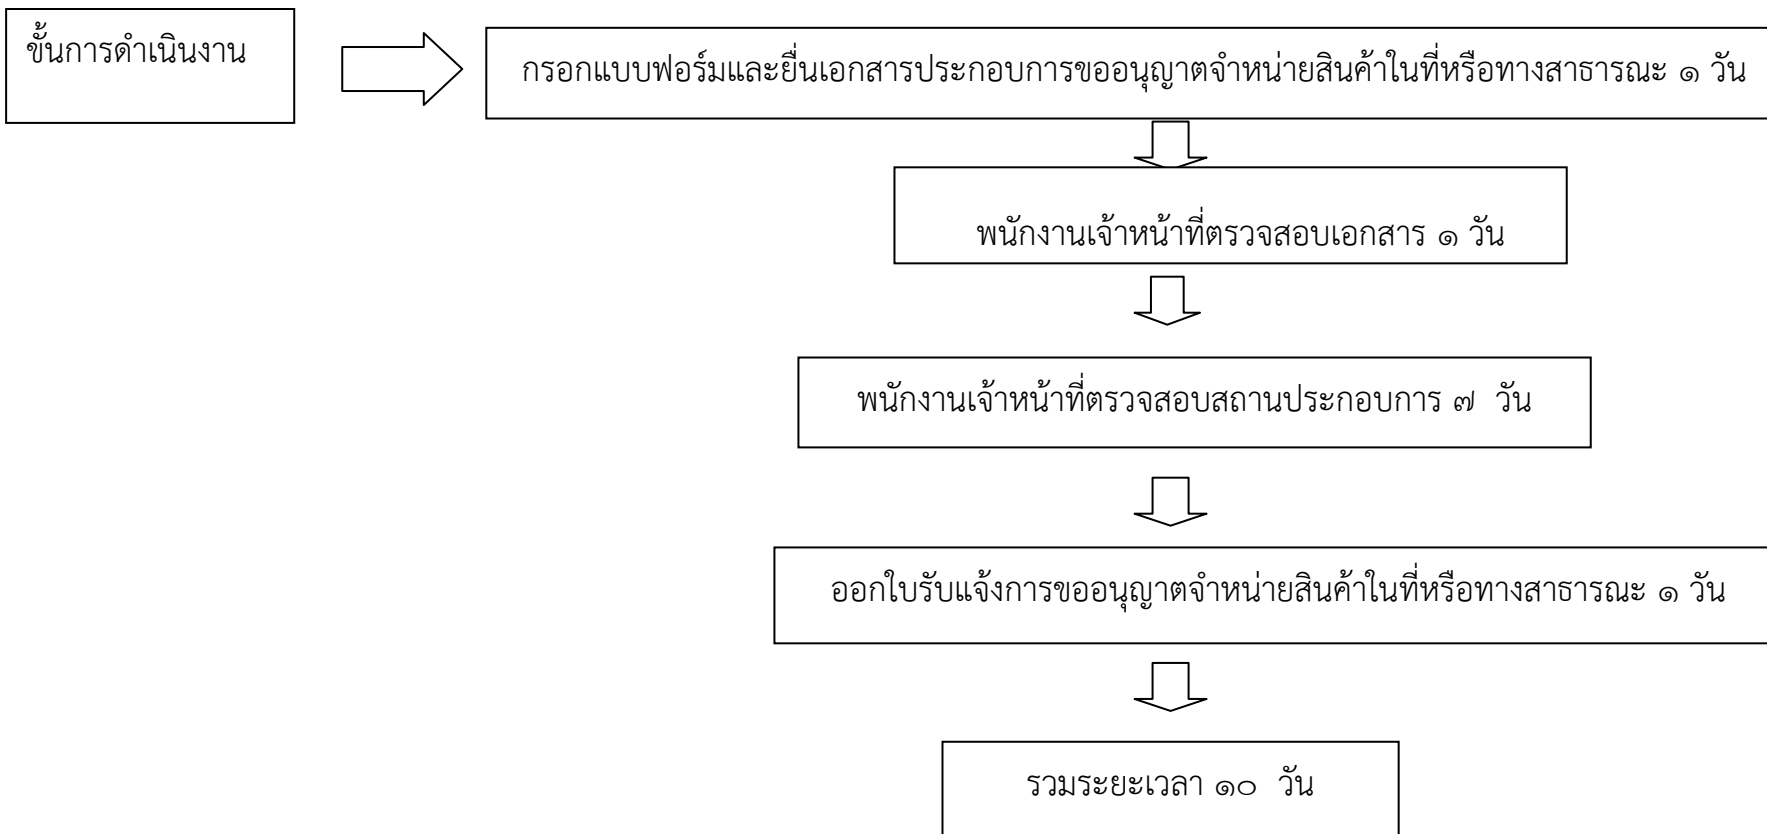 ขั้นการดำเนินงาน
กรอกแบบฟอร์มและยื่นเอกสารประกอบการขออนุญาตจำหน่ายสินค้าในที่หรือทางสาธารณะ ๑ วัน
พนักงานเจ้าหน้าที่ตรวจสอบเอกสาร ๑ วัน
พนักงานเจ้าหน้าที่ตรวจสอบสถานประกอบการ ๗ วัน
ออกใบรับแจ้งการขออนุญาตจำหน่ายสินค้าในที่หรือทางสาธารณะ ๑ วัน
รวมระยะเวลา ๑๐ วัน